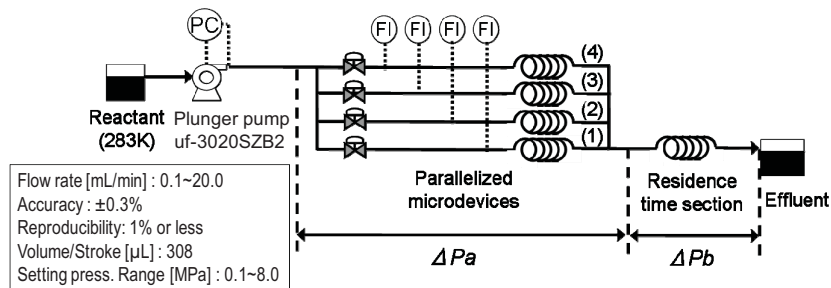 PC
FI FI FI FI
(4)
(3)
(2)
(1)
Reactant
(283K)
Plunger pump
uf-3020SZB2
Parallelized
microdevices
Residence
time section
Effluent
Flow rate [mL/min] : 0.1~20.0
Accuracy : ±0.3%
Reproducibility: 1% or less
Volume/Stroke [µL] : 308
Setting press. Range [MPa] : 0.1~8.0
ΔPa
ΔPb